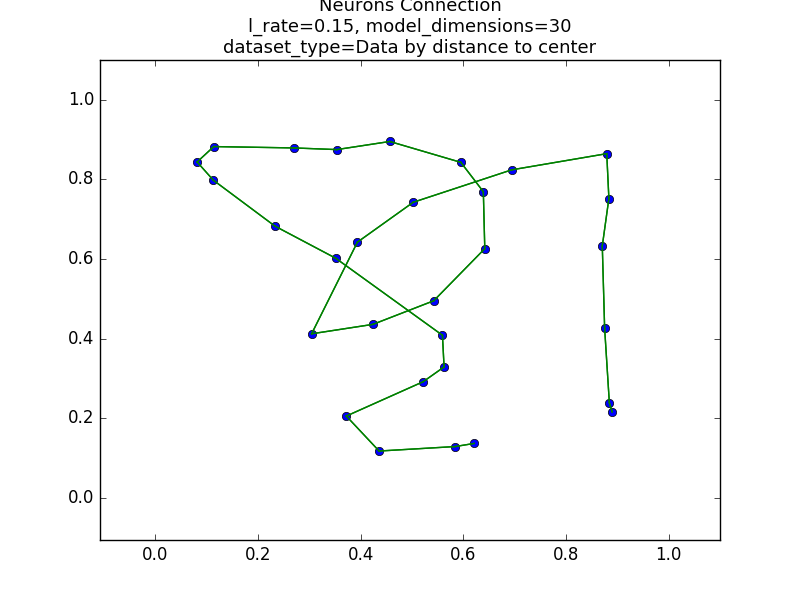 Neurons Connection
l_rate=0.15, model_dimensions=30
dataset_type=Data by distance to center
1.0
0.8
0.6
0.4
0.2
0.0
0.0 0.2 0.4 0.6 0.8 1.0